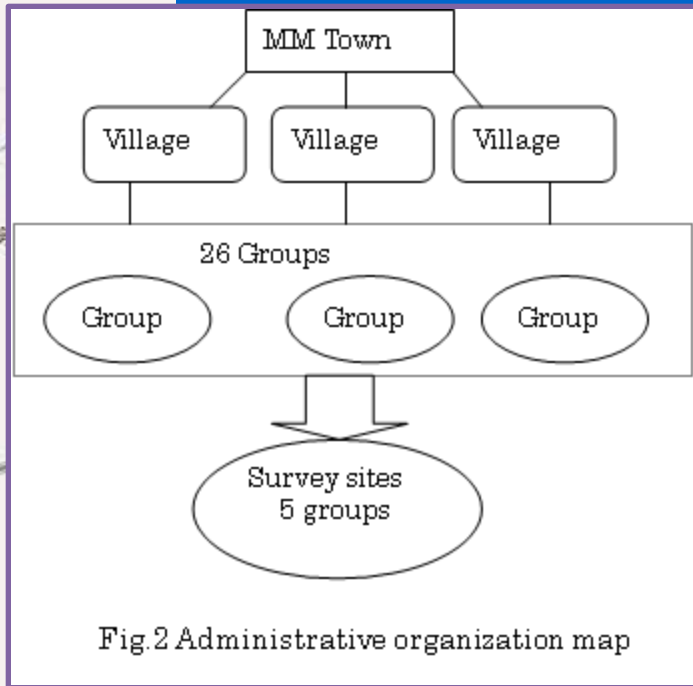 MM Town
Village Village Village
26 Groups
Group Group Group
Survey sites
5 groups
Fig.2 Administrative organization map